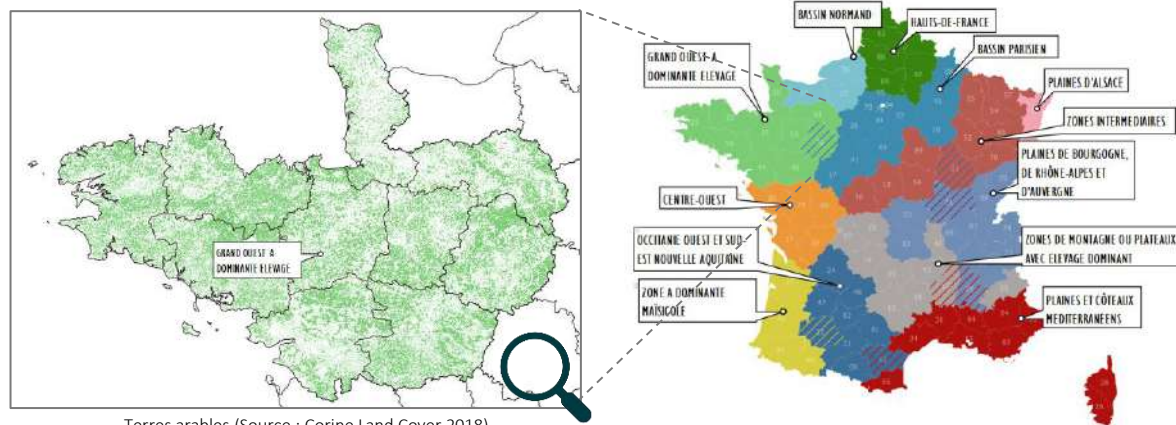 GRAND OUEST A
DOMINANTE ELEVAGE
Terres arables (Source : Corine Land Cover 2018)
BASSIN NORMAND
HAUTS-DE-FRANCE
GRAND OUEST-A
DOMINANTE ELEVAGE
BASSIN PARISIEN
PLAINES D'ALSACE
ZONES INTERMEDIAIRES
PLAINES DE BOURGOGNE,
DE RHÔNE-ALPES ET
D'AUVERGNE
CENTRE-OUEST
OCCITANIE OUEST ET SUD
EST NOUVELLE AQUITAINE
ZONES DE MONTAGNE OU PLATEAUX
AVEC ELEVAGE DOMINANT
ZONE A DOMINANTE
MAÏSICOLE
PLAINES ET CÔTEAUX
MEDITERRANEENS